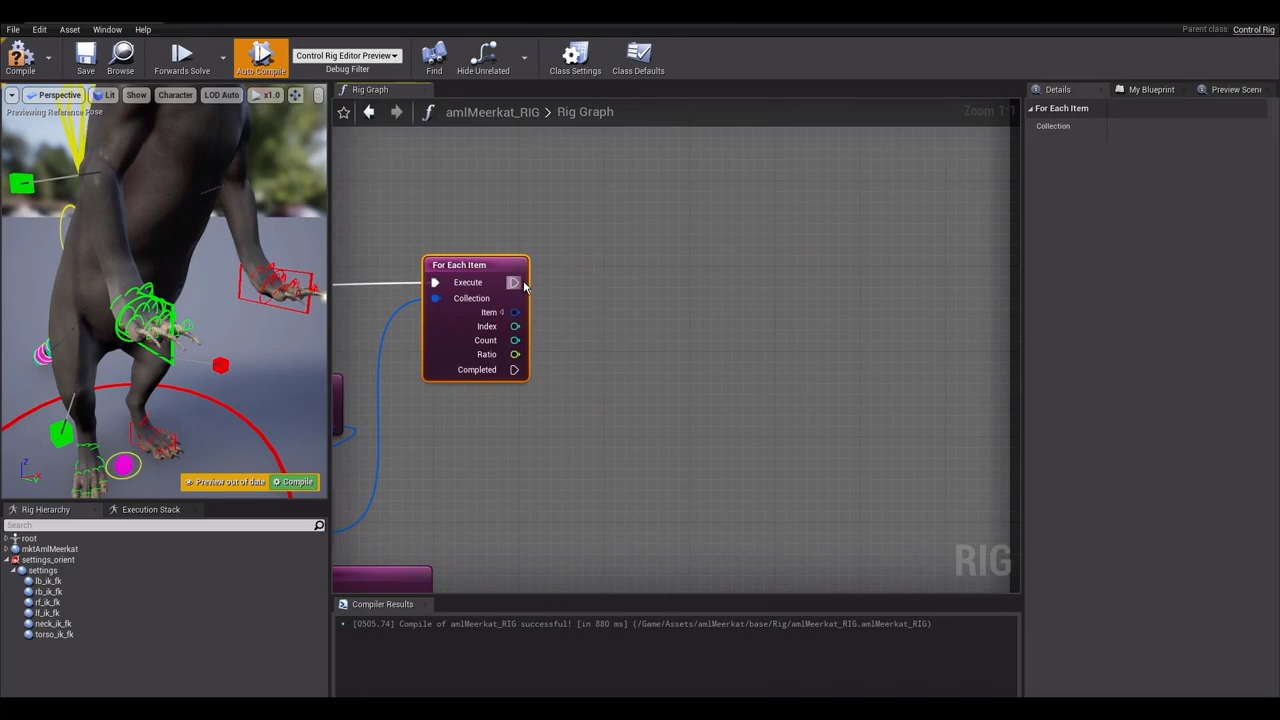 File Edit Asset Window Help
Parent class: Control Rig
Compile Save Browse Forwards Solve Auto Compile Control Rig Editor Preview Debug Filter Find Hide Unrelated Class Settings Class Defaults
Perspective Lit Show Character LOD Auto x1.0
Previewing Reference Pose
Rig Graph
amlMeerkat_RIG > Rig Graph
Zoom 1:1
For Each Item
Execute
Collection
Item
Index
Count
Ratio
Completed
RIG
Details My Blueprint Preview Scen
For Each Item
Collection
Z
Preview out of date Compile
Rig Hierarchy Execution Stack
Search
root
mktAmlMeerkat
settings_orient
settings
lb_ik_fk
rb_ik_fk
rf_ik_fk
lf_ik_fk
neck_ik_fk
torso_ik_fk
Compiler Results
[0505.74] Compile of amlMeerkat_RIG successful! [in 880 ms] (/Game/Assets/amlMeerkat/base/Rig/amlMeerkat_RIG.amlMeerkat_RIG)